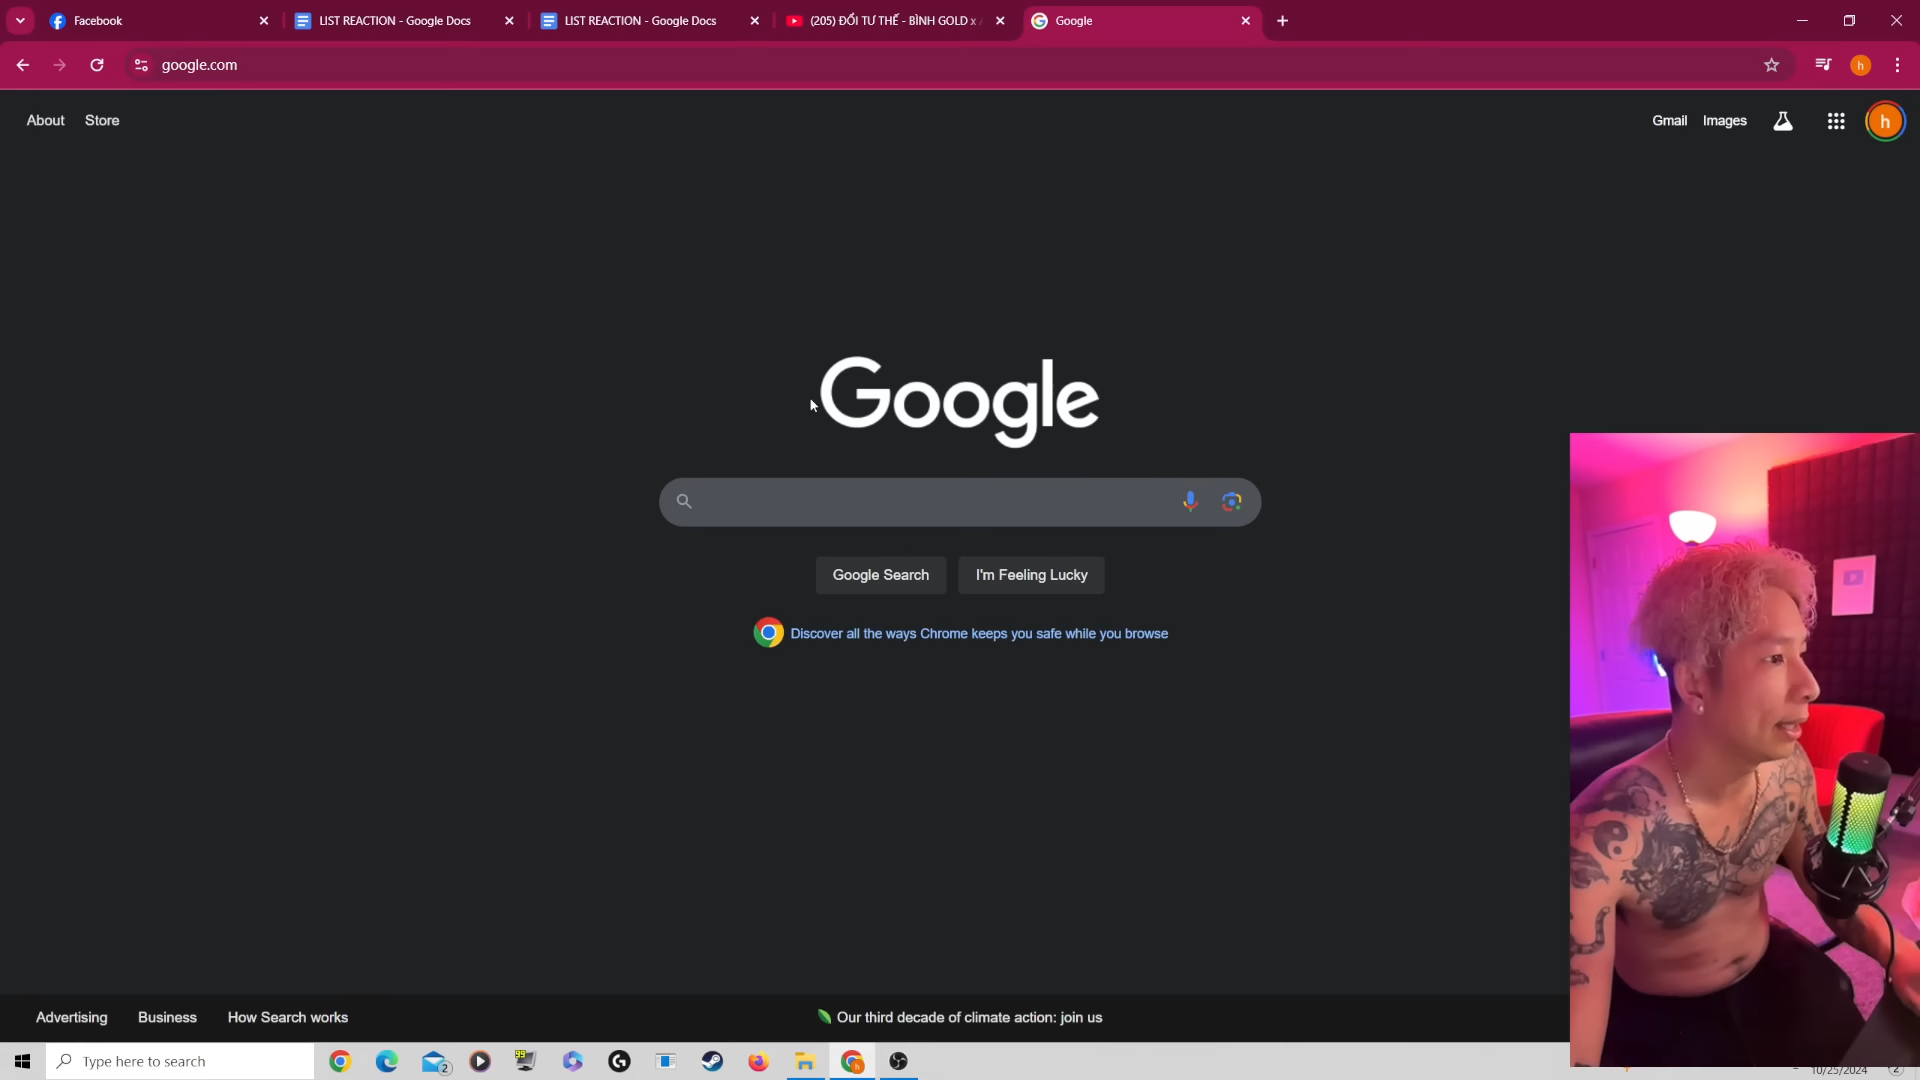 Facebook
LIST REACTION - Google Docs
LIST REACTION - Google Docs
(205) ĐỔI TƯ THẾ - BÌNH GOLD x
Google
google.com
h
About
Store
Gmail
Images
h
Google
Google Search
I'm Feeling Lucky
Discover all the ways Chrome keeps you safe while you browse
Advertising
Business
How Search works
Our third decade of climate action: join us
Type here to search
2
99
h
10/25/2024
2